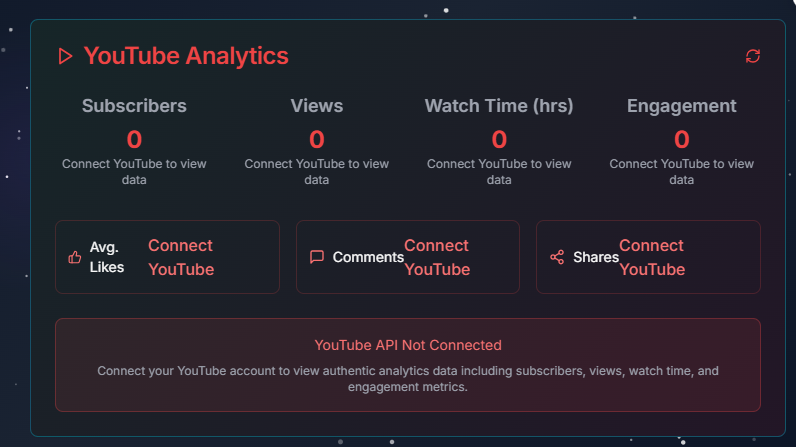 YouTube Analytics
Subscribers
Views
Watch Time (hrs)
Engagement
0
0
0
0
Connect YouTube to view
data
Connect YouTube to view
data
Connect YouTube to view
data
Connect YouTube to view
data
Avg.
Likes
Connect
YouTube
Comments
Connect
YouTube
Shares
Connect
YouTube
YouTube API Not Connected
Connect your YouTube account to view authentic analytics data including subscribers, views, watch time, and
engagement metrics.